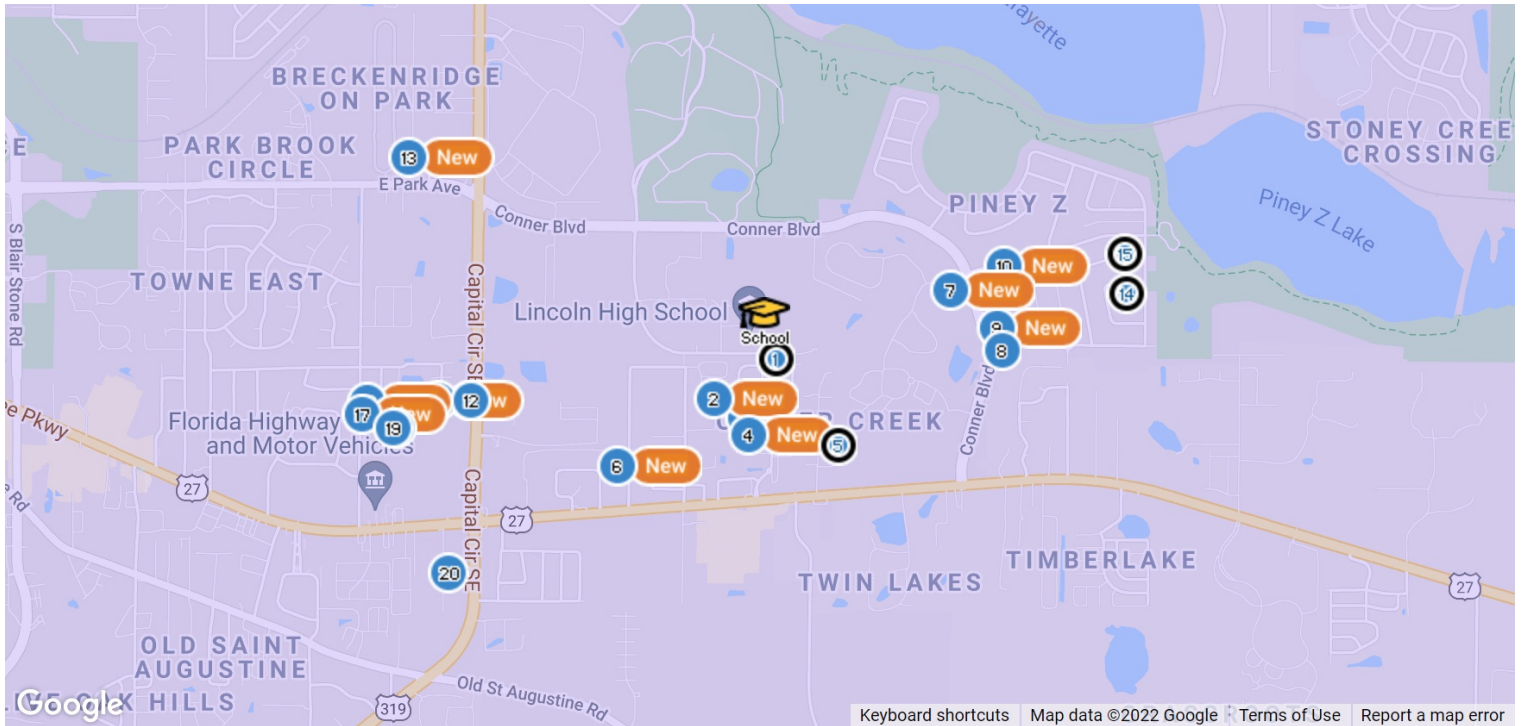 ayette
BRECKENRIDGE
ON PARK
STONEY CREE
CROSSING
E
PARK BROOK
CIRCLE
13 New
E Park Ave
PINEY Z
Piney Z Lake
S Blair Stone Rd
Conner Blvd
Conner Blvd
TOWNE EAST
Capital Cir SE
15
10 New
7 New
14
Lincoln High School
School
9 New
8
1
2 New
12
17
19
Florida Highway
and Motor Vehicles
4 New
CREEK
5
Conner Blvd
ee Pkwy
6 New
27
27
Capital Cir SE
20
TIMBERLAKE
TWIN LAKES
27
OLD SAINT
AUGUSTINE
Old St Augustine Rd
319
Google
HILLS
Keyboard shortcuts
Map data ©2022 Google
Terms of Use
Report a map error